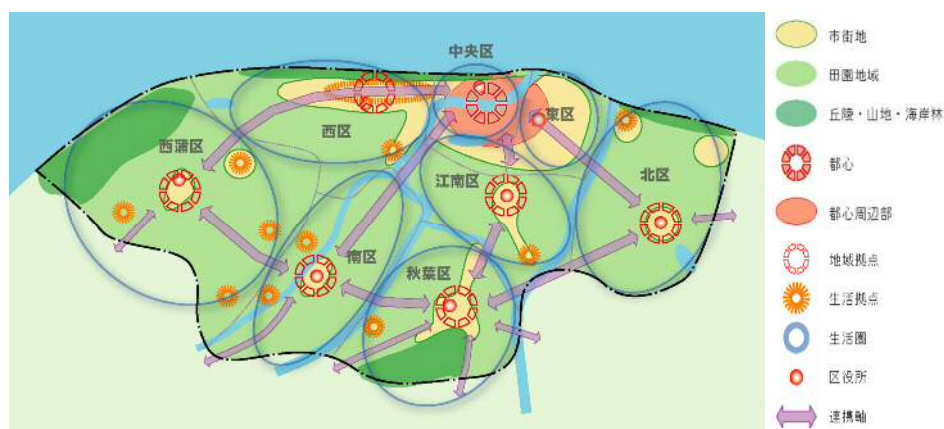 中央区
西区
東区
西蒲区
江南区
北区
南区
秋葉区
市街地
田園地域
丘陵・山地・海岸林
都心
都心周辺部
地域拠点
生活拠点
生活圏
区役所
連携軸